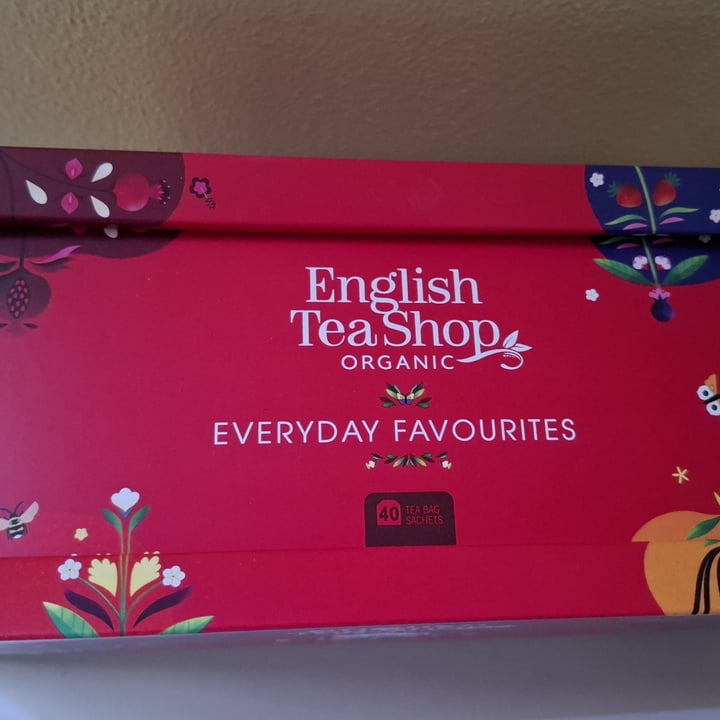 English
Tea Shop
ORGANIC
EVERYDAY FAVOURITES
40 TEA BAG
SACHETS